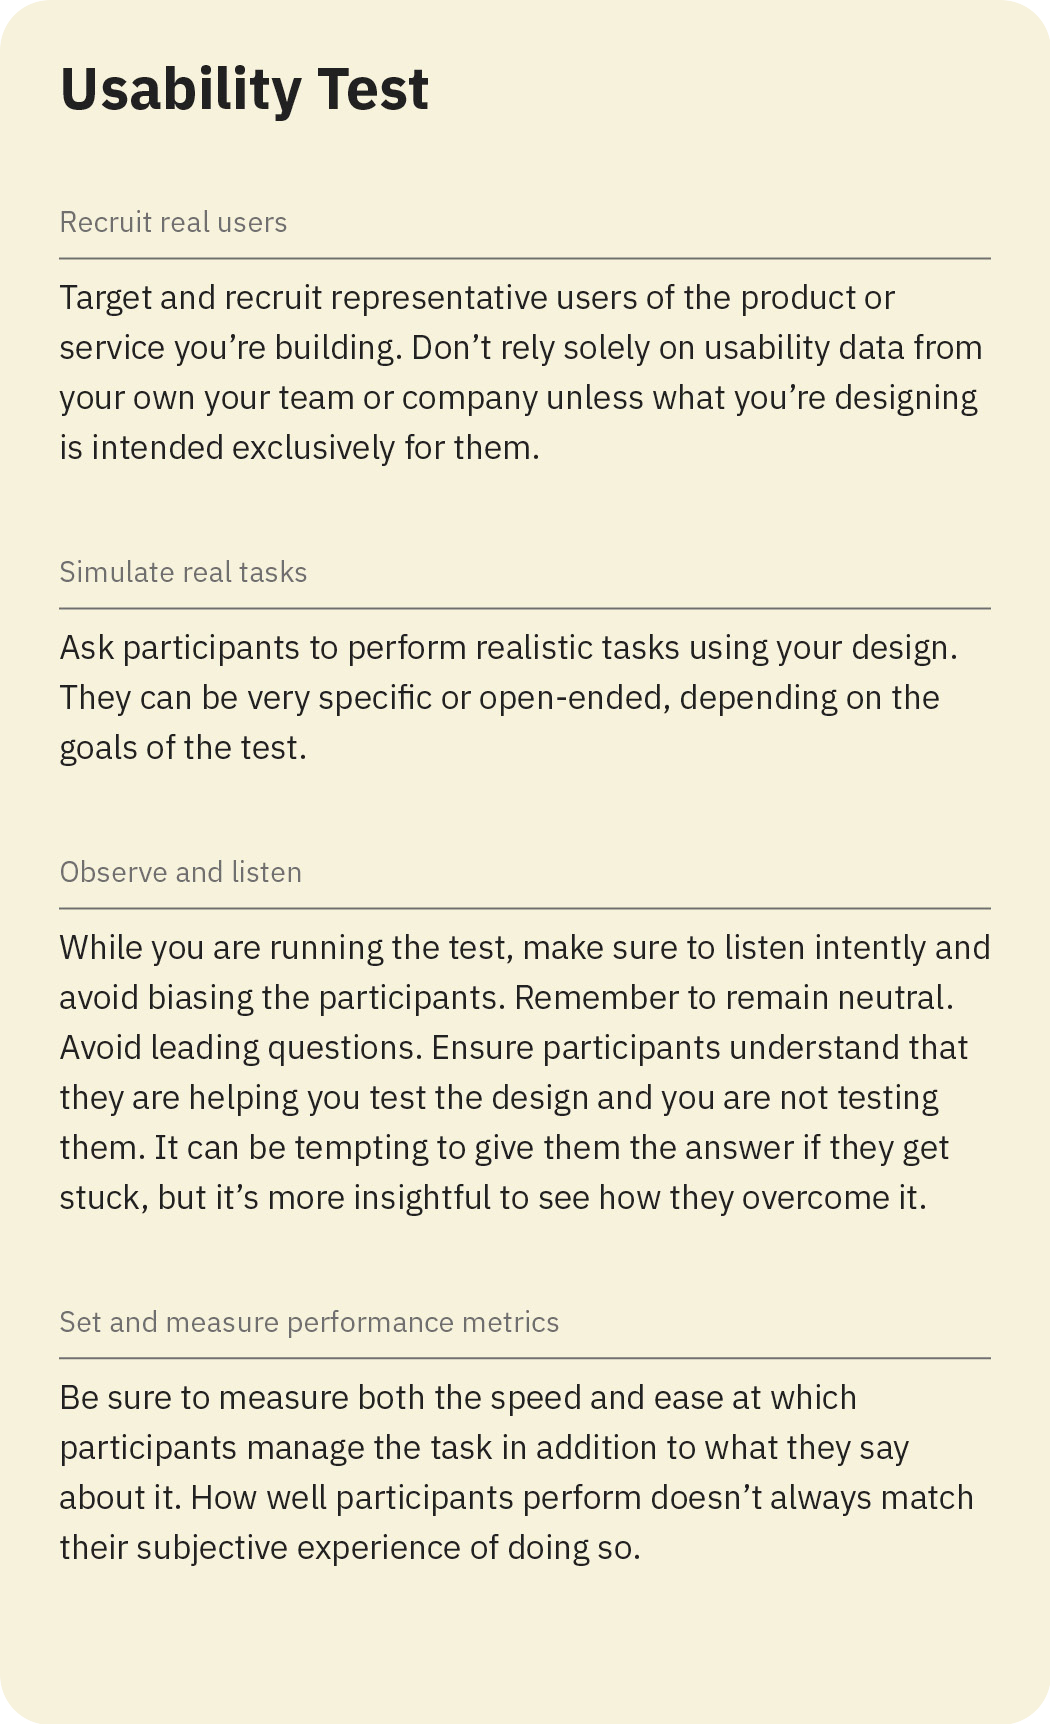 Usability Test
Recruit real users
Target and recruit representative users of the product or
service you’re building. Don’t rely solely on usability data from
your own your team or company unless what you’re designing
is intended exclusively for them.
Simulate real tasks
Ask participants to perform realistic tasks using your design.
They can be very specific or open-ended, depending on the
goals of the test.
Observe and listen
While you are running the test, make sure to listen intently and
avoid biasing the participants. Remember to remain neutral.
Avoid leading questions. Ensure participants understand that
they are helping you test the design and you are not testing
them. It can be tempting to give them the answer if they get
stuck, but it’s more insightful to see how they overcome it.
Set and measure performance metrics
Be sure to measure both the speed and ease at which
participants manage the task in addition to what they say
about it. How well participants perform doesn’t always match
their subjective experience of doing so.